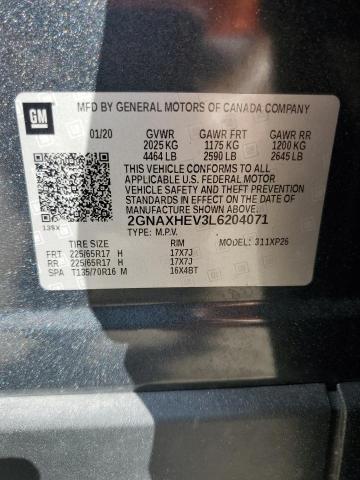 GM
MFD BY GENERAL MOTORS OF CANADA COMPANY
01/20 GVWR GAWR FRT GAWR RR
2025 KG 1175 KG 1200 KG
4464 LB 2590 LB 2645 LB
THIS VEHICLE CONFORMS TO ALL
APPLICABLE U.S. FEDERAL MOTOR
VEHICLE SAFETY AND THEFT PREVENTION
STANDARDS IN EFFECT ON THE DATE OF
MANUFACTURE SHOWN ABOVE.
2GNAXHEV3L6204071
TYPE: M.P.V.
139X TIRE SIZE RIM MODEL: 311XP26
FRT 225/65R17 H 17X7J
RR 225/65R17 H 17X7J
SPA T135/70R16 M 16X4BT